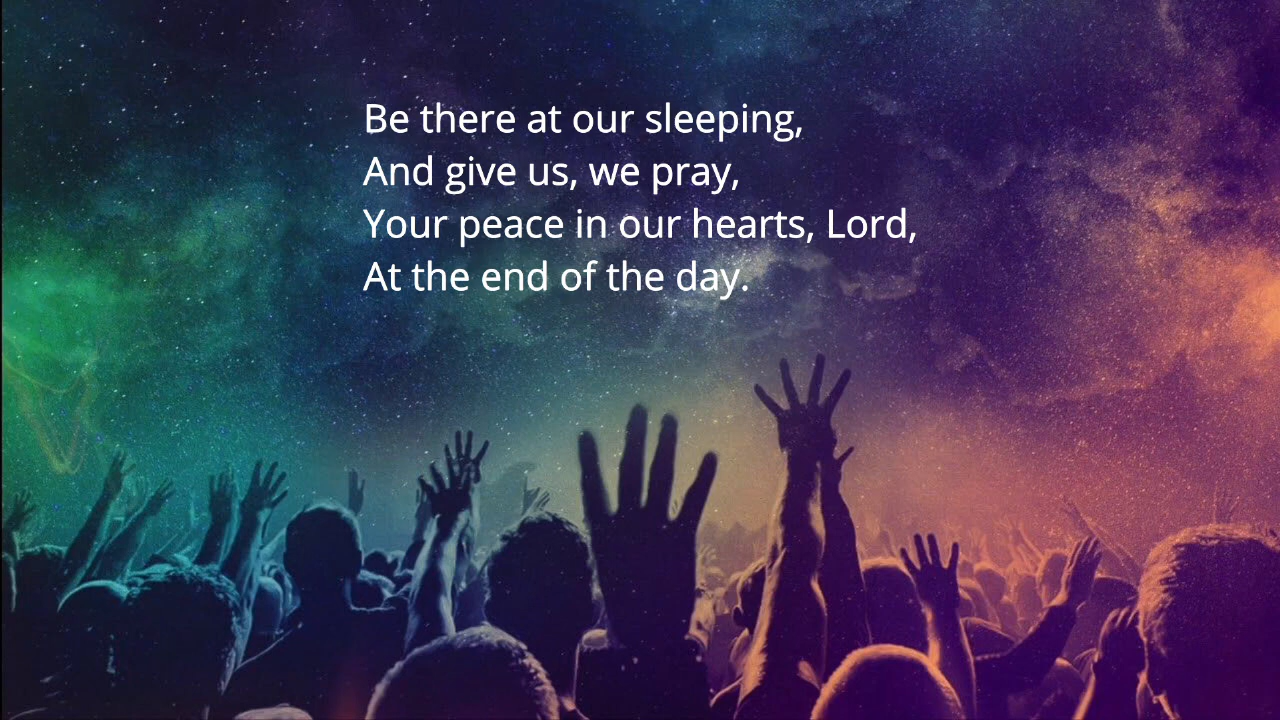 Be there at our sleeping,
And give us, we pray,
Your peace in our hearts, Lord,
At the end of the day.